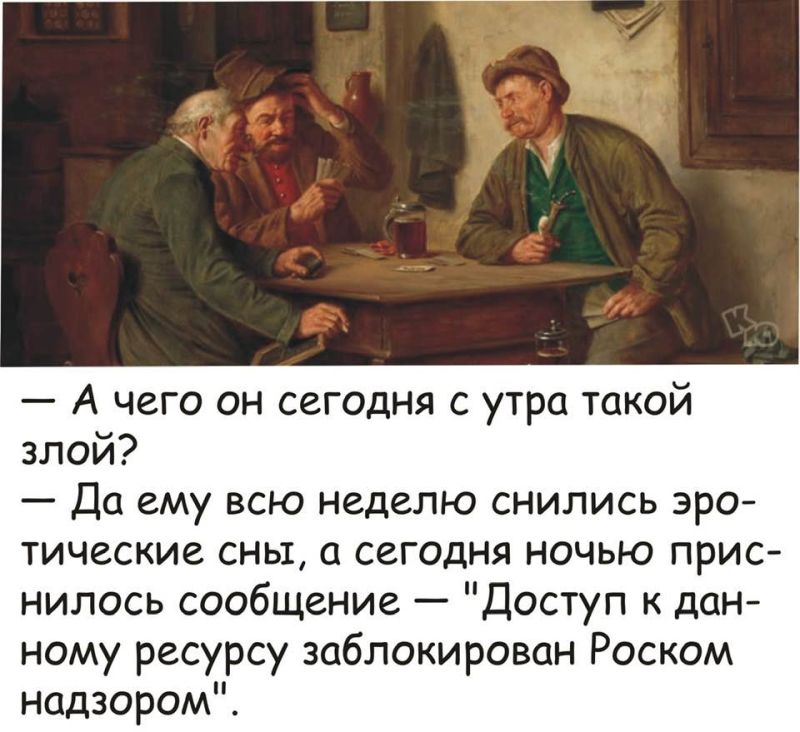 — А чего он сегодня с утра такой
злой?
— Да ему всю неделю снились эро-
тические сны, а сегодня ночью прис-
нилось сообщение — "Доступ к дан-
ному ресурсу заблокирован Роском
надзором".